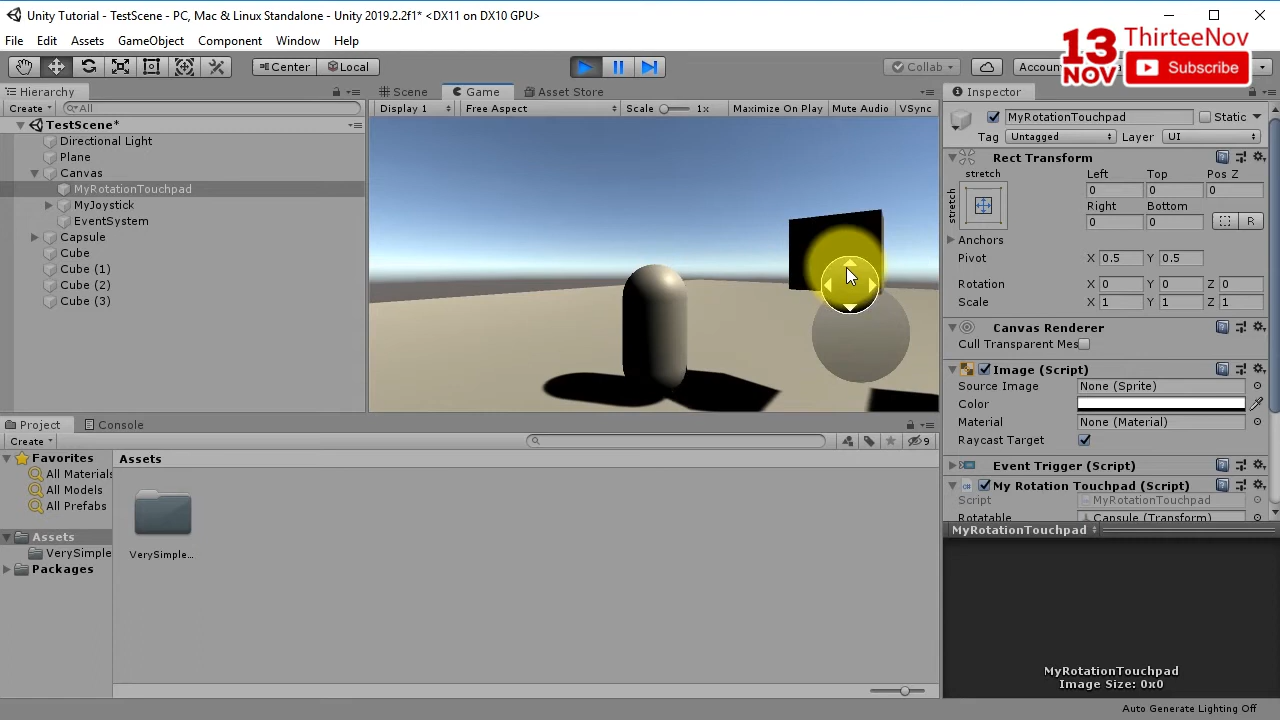 Unity Tutorial - TestScene - PC, Mac & Linux Standalone - Unity 2019.2.2f1* <DX11 on DX10 GPU>
File Edit Assets GameObject Component Window Help
13 NOV ThirteeNov
Subscribe
Center Local Collab Accoun
Hierarchy
Create All
TestScene*
Directional Light
Plane
Canvas
MyRotationTouchpad
MyJoystick
EventSystem
Capsule
Cube
Cube (1)
Cube (2)
Cube (3)
Sce Game Asset Store
Display 1 Free Aspect Scale 1x Maximize On Play Mute Audio VSync
Inspector
MyRotationTouchpad Static
Tag Untagged Layer UI
Rect Transform
stretch Left Top Pos Z
0 0 0
stretch Right Bottom
0 0 R
Anchors
Pivot X 0.5 Y 0.5
Rotation X 0 Y 0 Z 0
Scale X 1 Y 1 Z 1
Canvas Renderer
Cull Transparent Mes
Image (Script)
Source Image None (Sprite)
Color
Material None (Material)
Raycast Target
Event Trigger (Script)
My Rotation Touchpad (Script)
Script MyRotationTouchpad
Rotatable Capsule (Transform)
MyRotationTouchpad
MyRotationTouchpad
Image Size: 0x0
Project Console
Create 9
Favorites
All Materials
All Models
All Prefabs
Assets
VerySimple
Packages
Assets
VerySimple...
Auto Generate Lighting Off